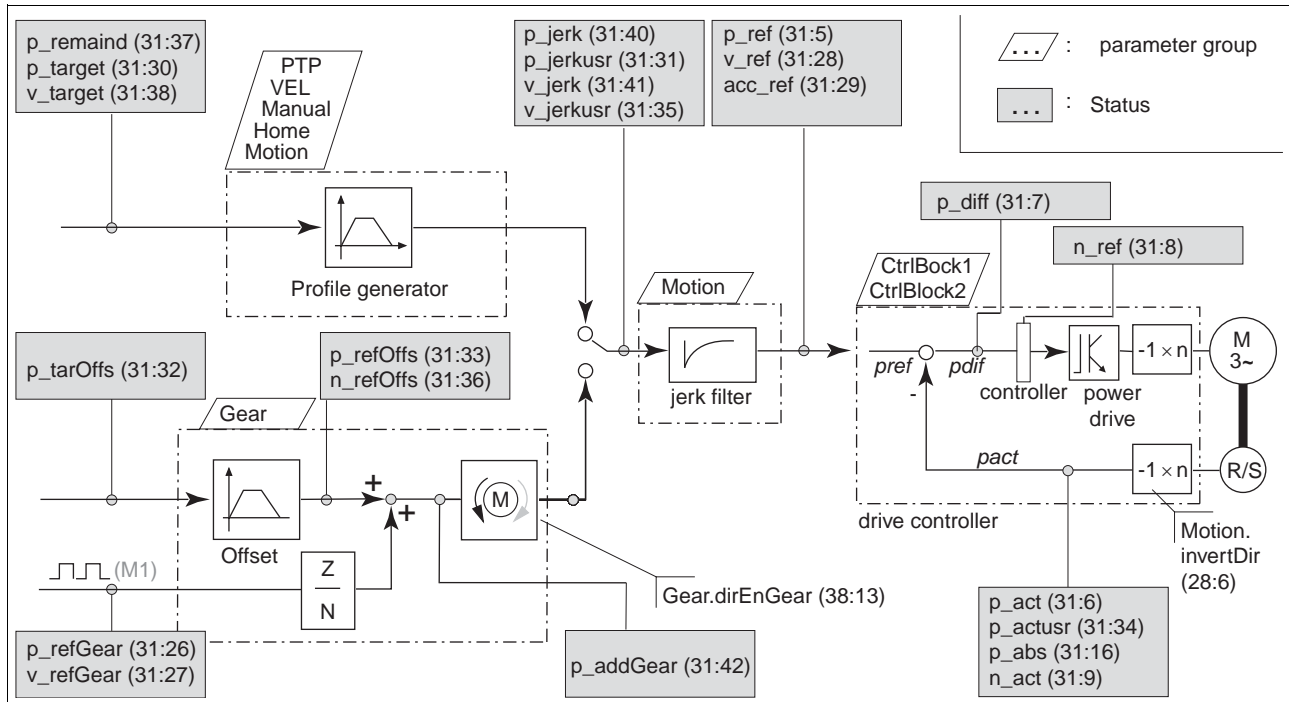 p_remaind (31:37)
p_target (31:30)
v_target (31:38)
PTP
VEL
Manual
Home
Motion
p_jerk (31:40)
p_jerkusr (31:31)
v_jerk (31:41)
v_jerkusr (31:35)
p_ref (31:5)
v_ref (31:28)
acc_ref (31:29)
... : parameter group
... : Status
Profile generator
p_diff (31:7)
n_ref (31:8)
Motion
jerk filter
CtrlBock1
CtrlBlock2
pref
-
pdif
controller
power
drive
-1 × n
M
3~
pact
-1 × n
R/S
drive controller
Motion.
invertDir
(28:6)
p_tarOffs (31:32)
p_refOffs (31:33)
n_refOffs (31:36)
Gear
Offset
+
+
M
(M1)
Z
N
Gear.dirEnGear (38:13)
p_refGear (31:26)
v_refGear (31:27)
p_addGear (31:42)
p_act (31:6)
p_actusr (31:34)
p_abs (31:16)
n_act (31:9)